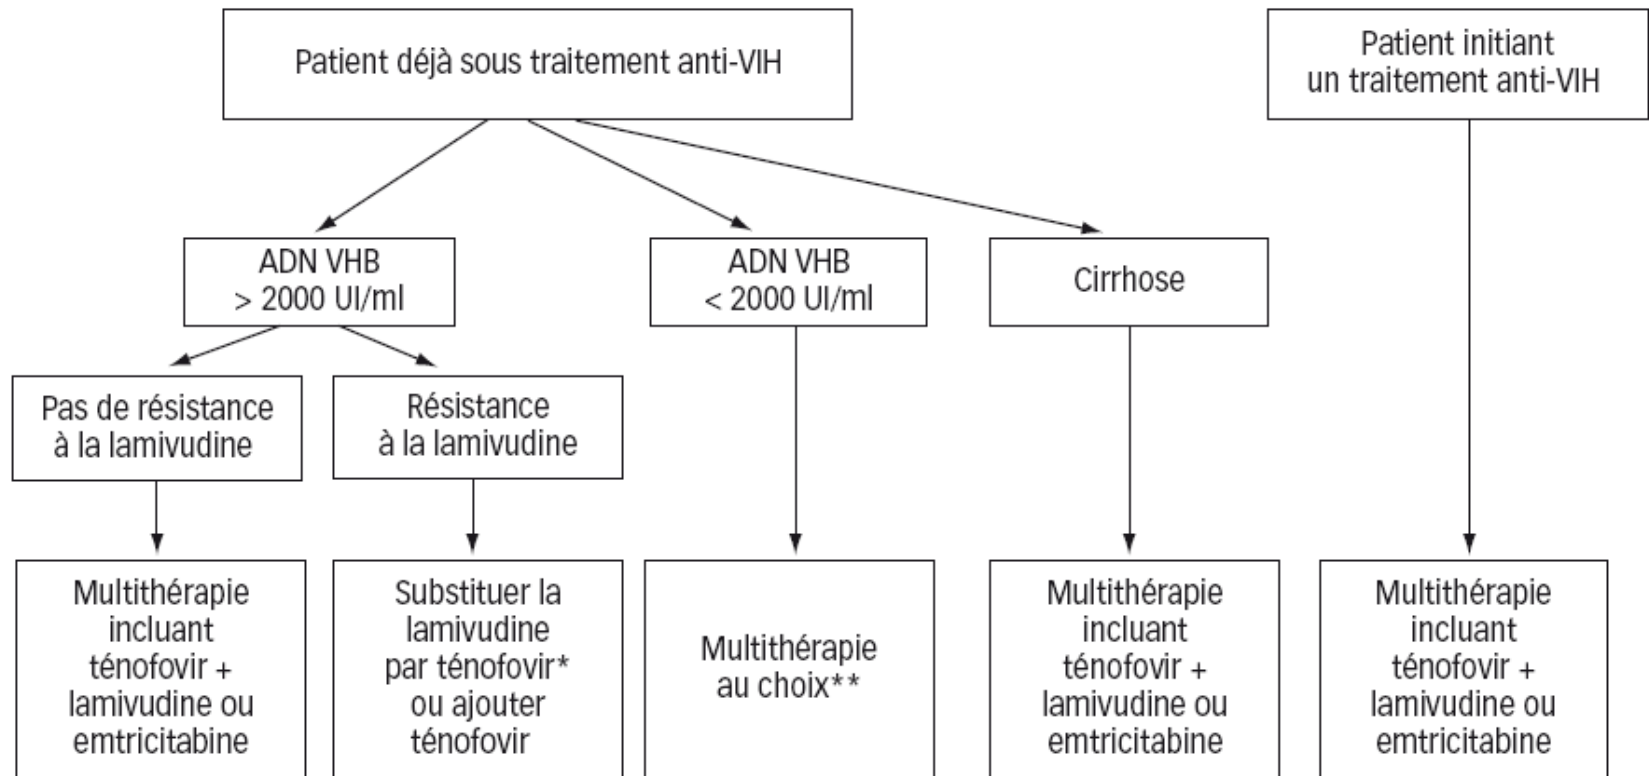 Patient déjà sous traitement anti-VIH
Patient initiant
un traitement anti-VIH
ADN VHB
> 2000 UI/ml
ADN VHB
< 2000 UI/ml
Cirrhose
Pas de résistance
à la lamivudine
Résistance
à la lamivudine
Multithérapie
incluant
ténofovir +
lamivudine ou
emtricitabine
Substituer la
lamivudine
par ténofovir*
ou ajouter
ténofovir
Multithérapie
au choix**
Multithérapie
incluant
ténofovir +
lamivudine ou
emtricitabine
Multithérapie
incluant
ténofovir +
lamivudine ou
emtricitabine